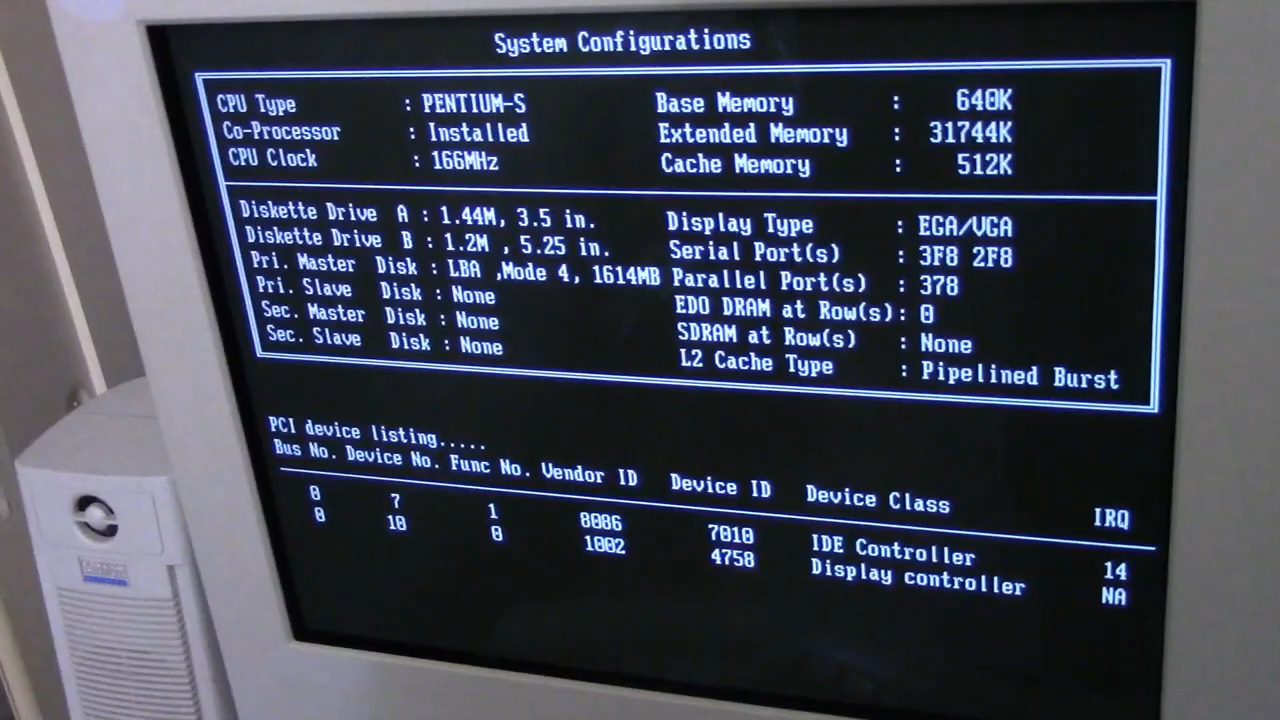 System Configurations
CPU Type : PENTIUM-S Base Memory : 640K
Co-Processor : Installed Extended Memory : 31744K
CPU Clock : 166MHz Cache Memory : 512K
Diskette Drive A : 1.44M, 3.5 in. Display Type : EGA/VGA
Diskette Drive B : 1.2M , 5.25 in. Serial Port(s) : 3F8 2F8
Pri. Master Disk : LBA ,Mode 4, 1614MB Parallel Port(s) : 378
Pri. Slave Disk : None EDO DRAM at Row(s): 0
Sec. Master Disk : None SDRAM at Row(s) : None
Sec. Slave Disk : None L2 Cache Type : Pipelined Burst
PCI device listing.....
Bus No. Device No. Func No. Vendor ID Device ID Device Class IRQ
0 7 1 8086 7010 IDE Controller 14
0 10 0 1002 4758 Display controller NA